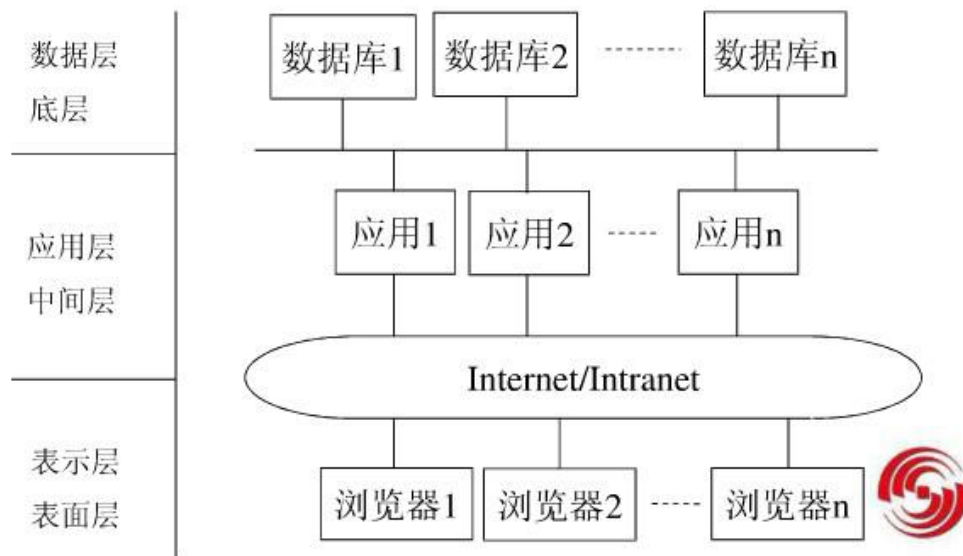 数据层
底层
数据库1
数据库2
数据库n
应用层
中间层
应用1
应用2
应用n
Internet/Intranet
表示层
表面层
浏览器1
浏览器2
浏览器n